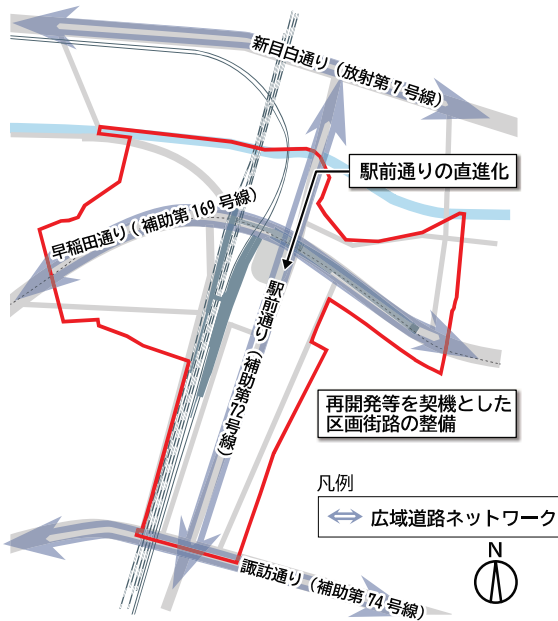 新目白通り（放射第７号線）
駅前通りの直進化
早稲田通り（補助第169号線）
駅前通り（補助第72号線）
再開発等を契機とした
区画街路の整備
凡例
広域道路ネットワーク
諏訪通り（補助第74号線）
N